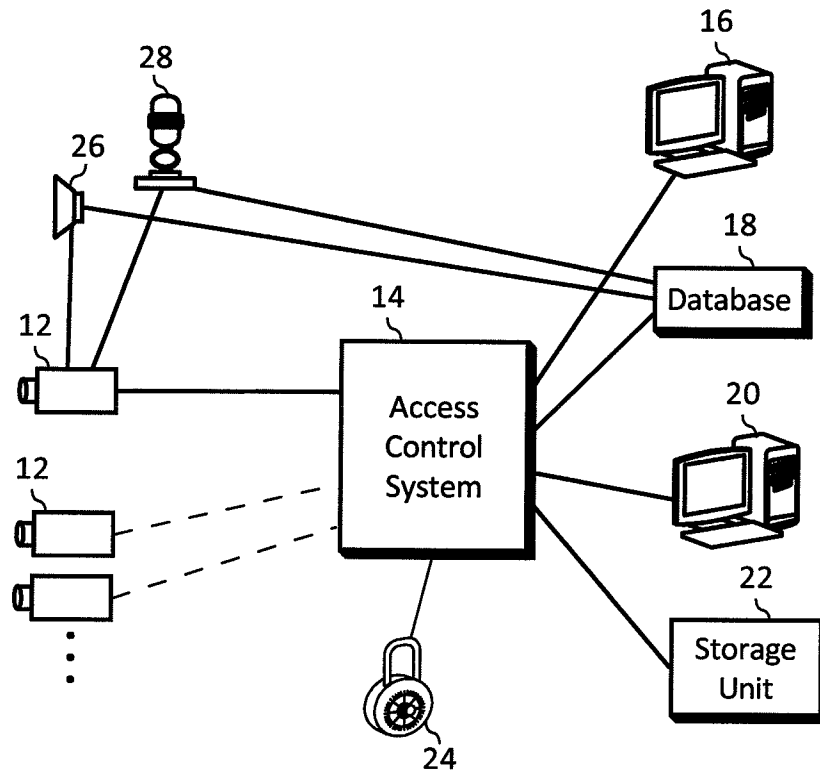 16
28
26
18
Database
14
12
Access
Control
System
20
12
22
Storage
Unit
24